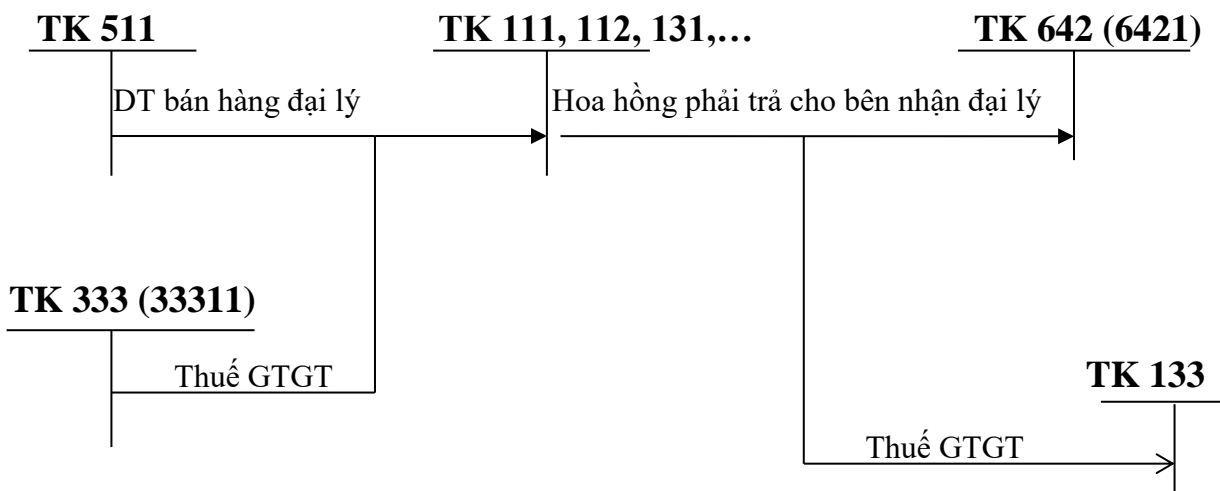 TK 511
TK 111, 112, 131,…
TK 642 (6421)
DT bán hàng đại lý
Hoa hồng phải trả cho bên nhận đại lý
TK 333 (33311)
Thuế GTGT
TK 133
Thuế GTGT